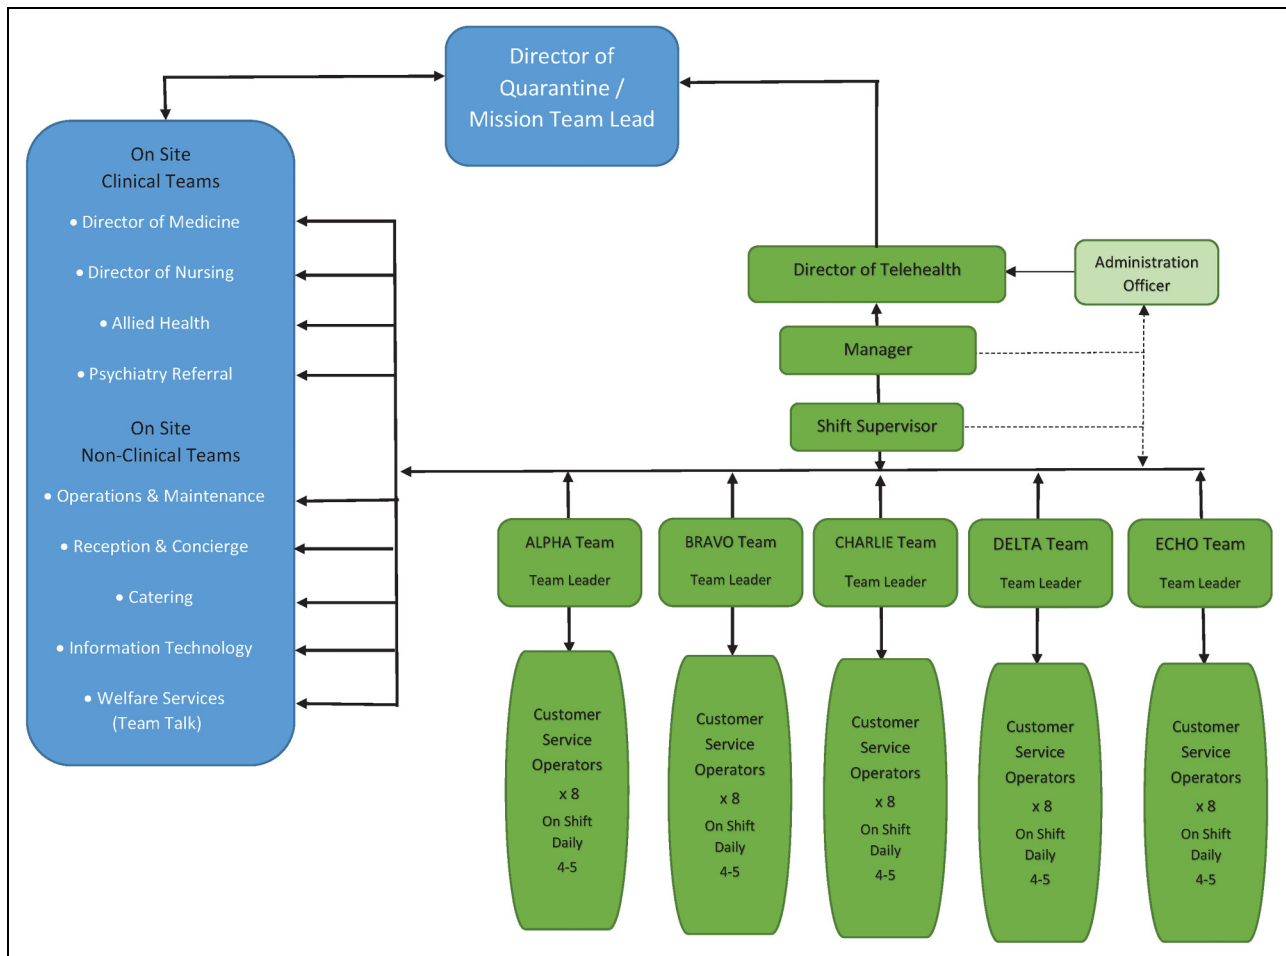 Director of
Quarantine /
Mission Team Lead
On Site
Clinical Teams
• Director of Medicine
• Director of Nursing
• Allied Health
• Psychiatry Referral
On Site
Non-Clinical Teams
• Operations & Maintenance
• Reception & Concierge
• Catering
• Information Technology
• Welfare Services
(Team Talk)
Director of Telehealth
Administration
Officer
Manager
Shift Supervisor
ALPHA Team
Team Leader
BRAVO Team
Team Leader
CHARLIE Team
Team Leader
DELTA Team
Team Leader
ECHO Team
Team Leader
Customer
Service
Operators
x 8
On Shift
Daily
4-5
Customer
Service
Operators
x 8
On Shift
Daily
4-5
Customer
Service
Operators
x 8
On Shift
Daily
4-5
Customer
Service
Operators
x 8
On Shift
Daily
4-5
Customer
Service
Operators
x 8
On Shift
Daily
4-5